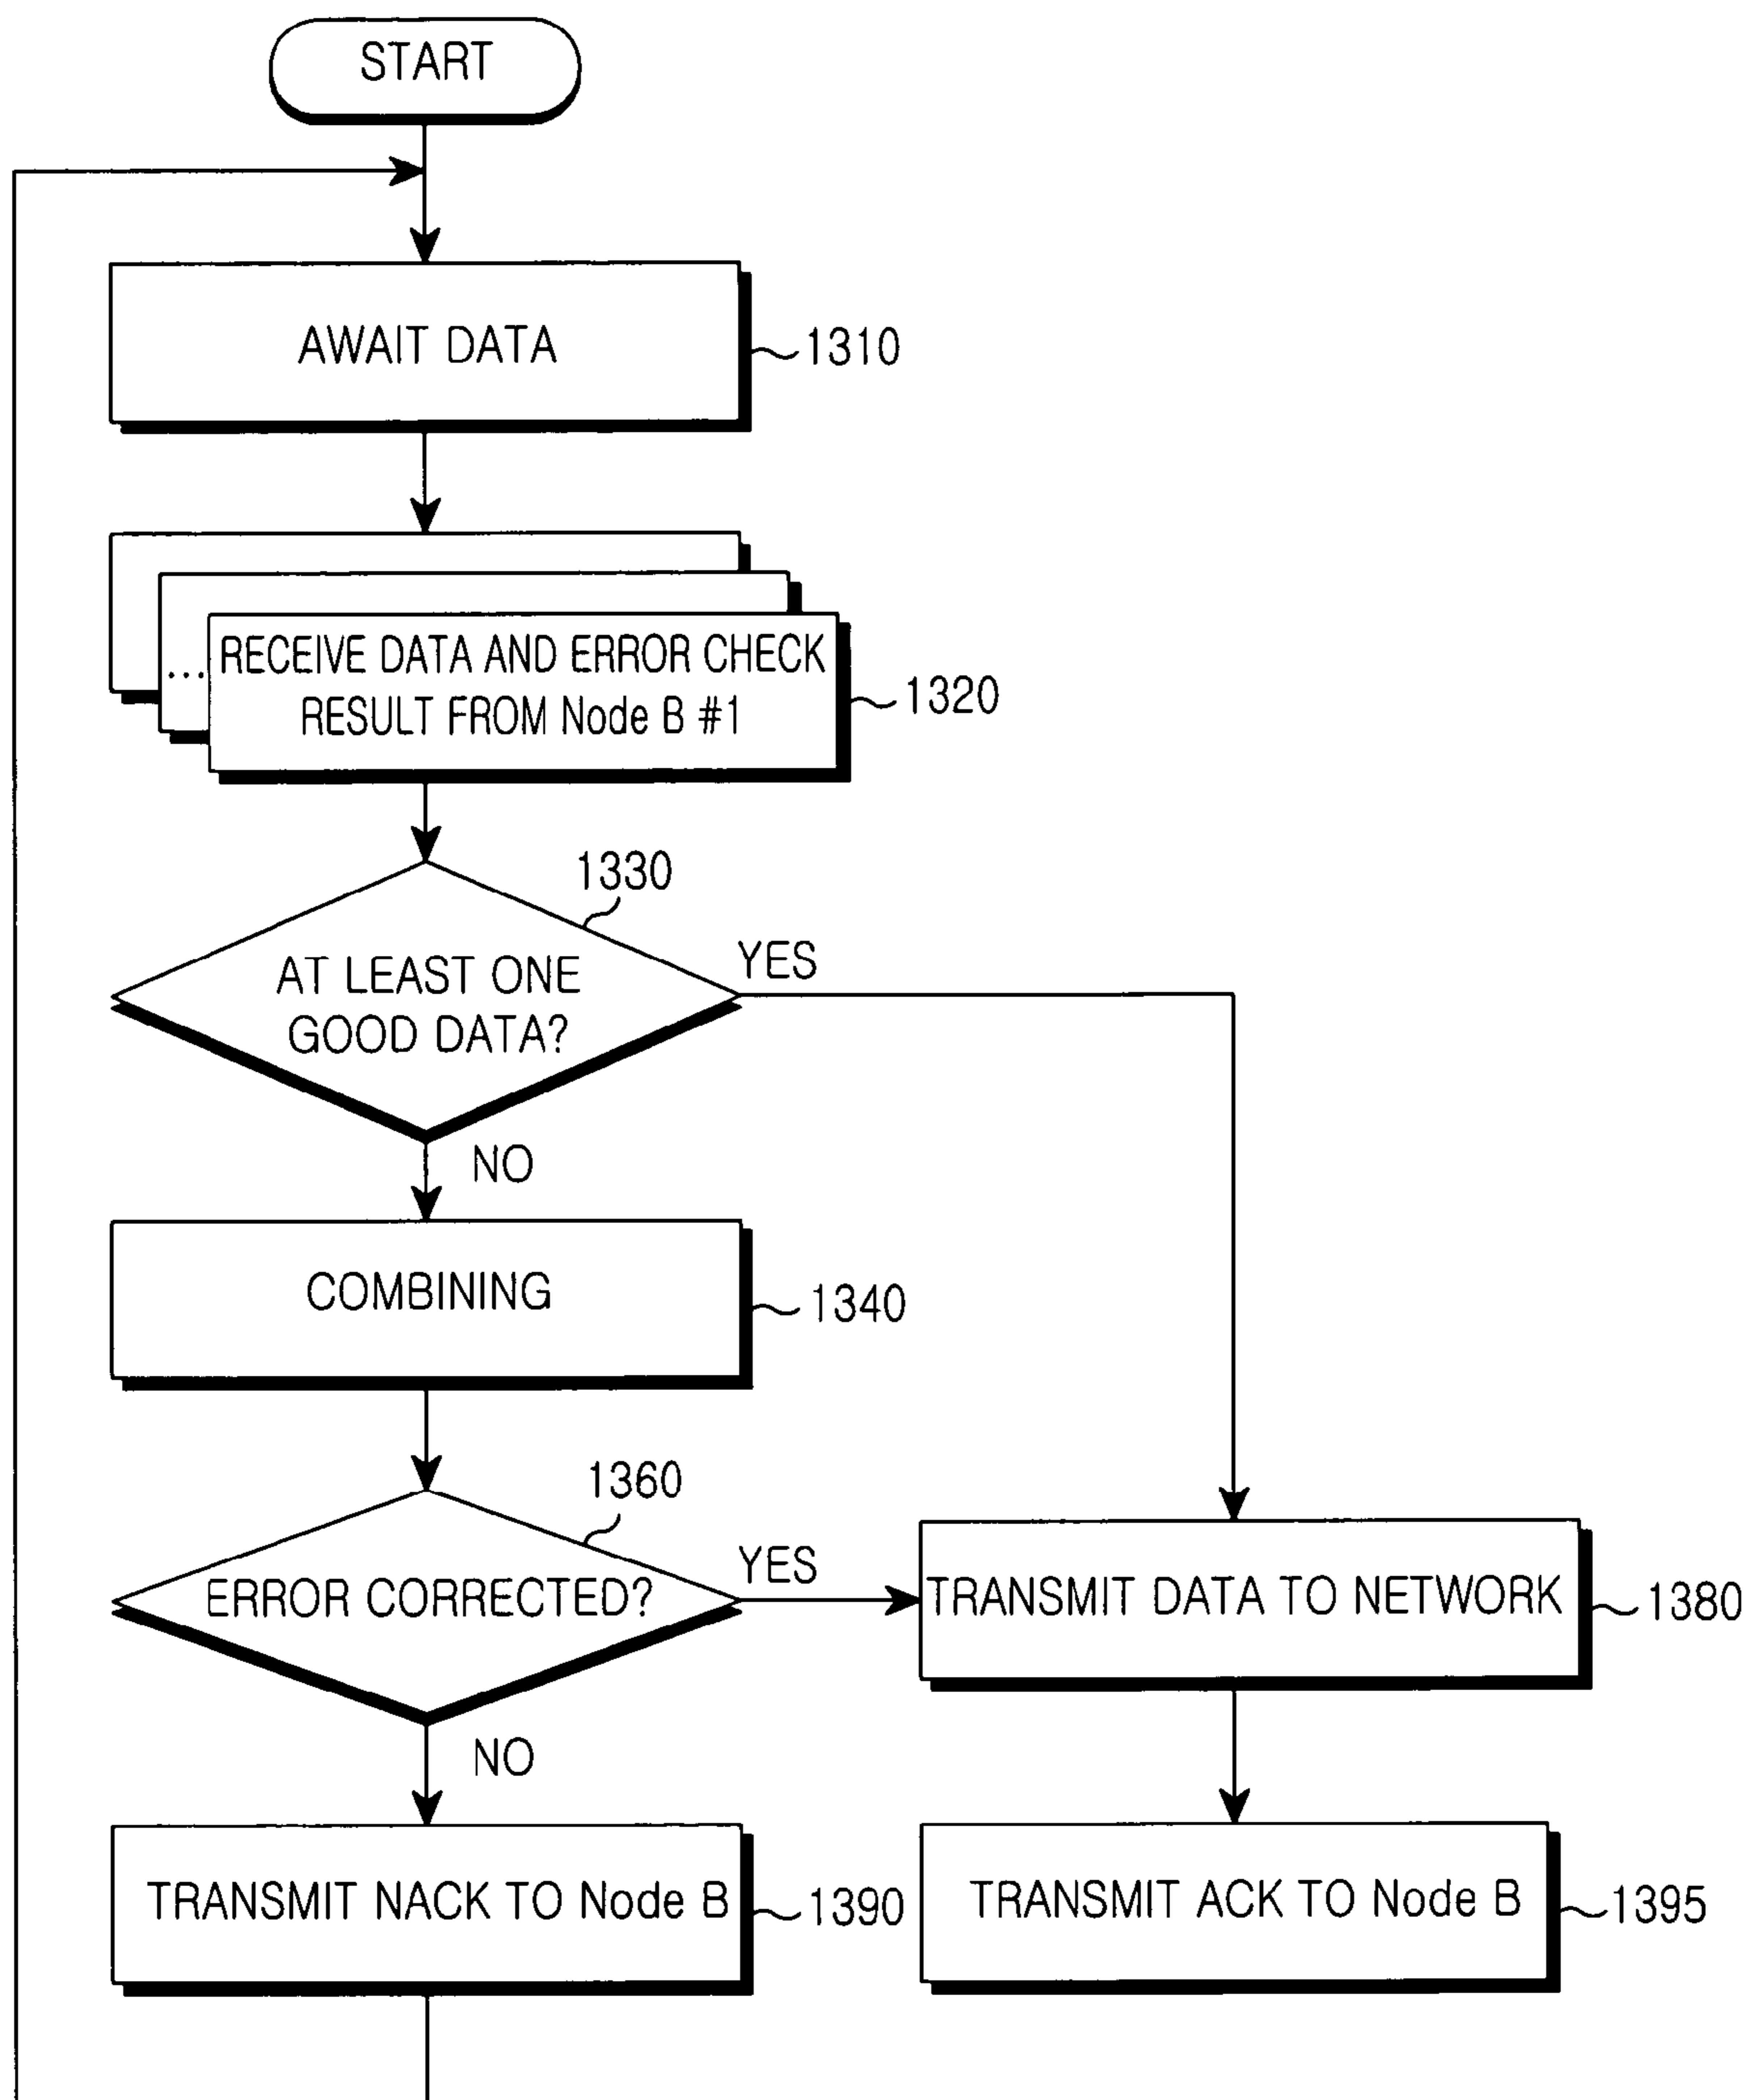 START
AWAIT DATA
1310
...
RECEIVE DATA AND ERROR CHECK
RESULT FROM Node B #1
1320
1330
AT LEAST ONE
GOOD DATA?
YES
NO
COMBINING
1340
1360
ERROR CORRECTED?
YES
TRANSMIT DATA TO NETWORK
1380
NO
TRANSMIT NACK TO Node B
1390
TRANSMIT ACK TO Node B
1395